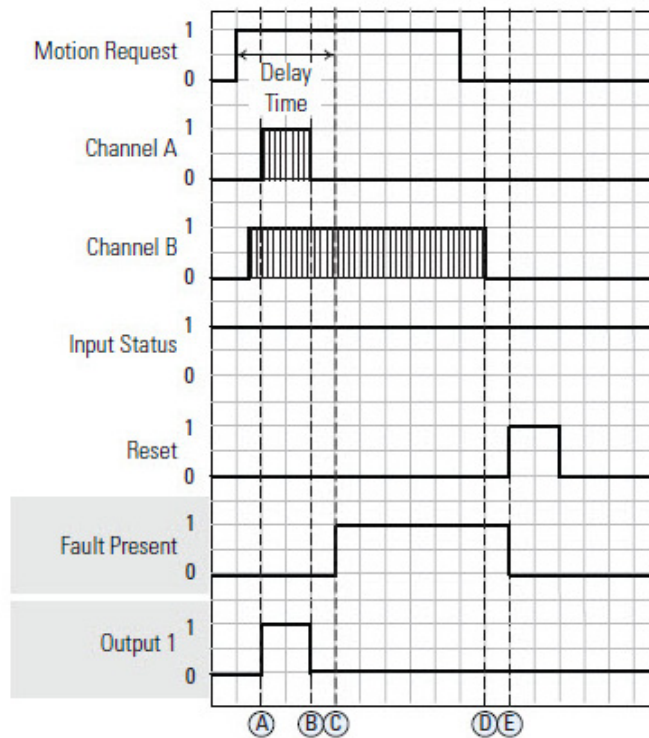 Motion Request
1
0
Delay
Time
Channel A
1
0
Channel B
1
0
Input Status
1
0
Reset
1
0
Fault Present
1
0
Output 1
1
0
A B C D E